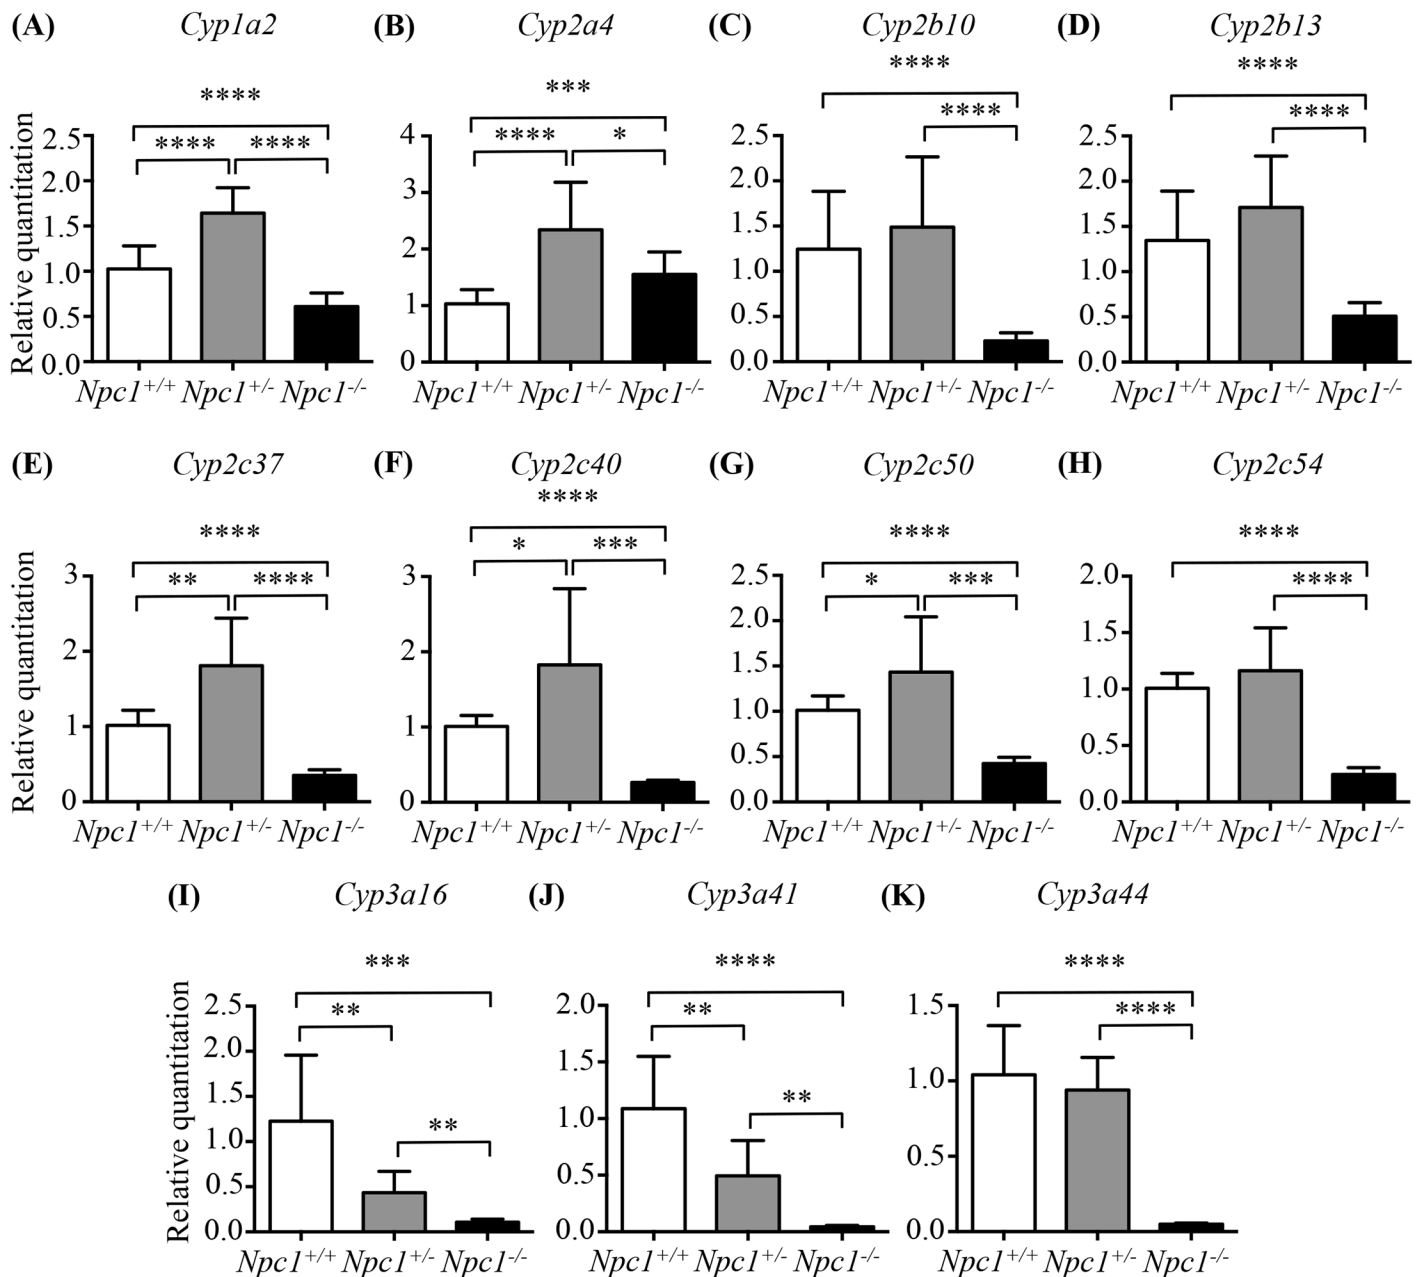 (A) Cyp1a2 (B) Cyp2a4 (C) Cyp2b10 (D) Cyp2b13
**** *** **** ****
**** **** **** * **** ****
Relative quantitation
2.5 2.0 1.5 1.0 0.5 0.0
4 3 2 1 0
2.5 2.0 1.5 1.0 0.5 0.0
2.5 2.0 1.5 1.0 0.5 0.0
Npc1+/+ Npc1+/- Npc1-/- Npc1+/+ Npc1+/- Npc1-/- Npc1+/+ Npc1+/- Npc1-/- Npc1+/+ Npc1+/- Npc1-/-
(E) Cyp2c37 (F) Cyp2c40 (G) Cyp2c50 (H) Cyp2c54
**** **** **** ****
** **** * *** * *** ****
Relative quantitation
3 2 1 0
3 2 1 0
2.5 2.0 1.5 1.0 0.5 0.0
2.0 1.5 1.0 0.5 0.0
Npc1+/+ Npc1+/- Npc1-/- Npc1+/+ Npc1+/- Npc1-/- Npc1+/+ Npc1+/- Npc1-/- Npc1+/+ Npc1+/- Npc1-/-
(I) Cyp3a16 (J) Cyp3a41 (K) Cyp3a44
*** **** ****
** ** ****
** **
Relative quantitation
2.5 2.0 1.5 1.0 0.5 0.0
2.0 1.5 1.0 0.5 0.0
1.5 1.0 0.5 0.0
Npc1+/+ Npc1+/- Npc1-/- Npc1+/+ Npc1+/- Npc1-/- Npc1+/+ Npc1+/- Npc1-/-